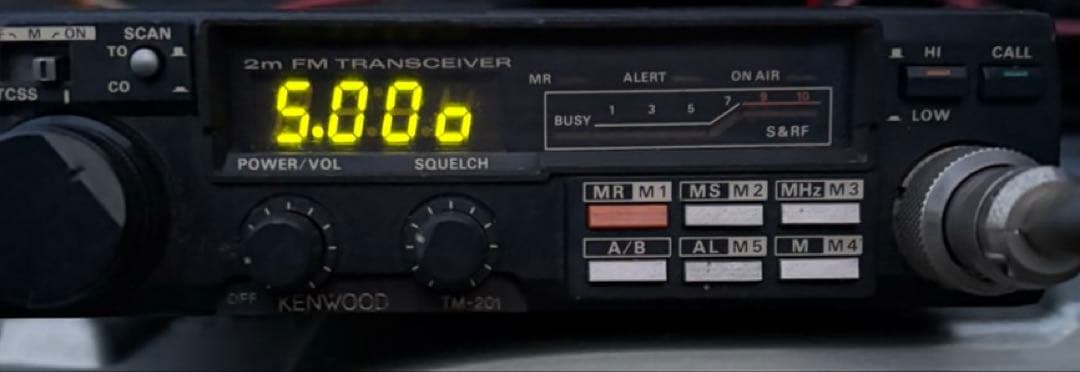 M ON
SCAN
TO
CO
TCSS
2m FM TRANSCEIVER
5.00o
POWER/VOL SQUELCH
OFF KENWOOD TM-201
MR ALERT ON AIR
BUSY 1 3 5 7 9 10
S&RF
MR M1 MS M2 MHz M3
A/B AL M5 M M4
HI CALL
LOW